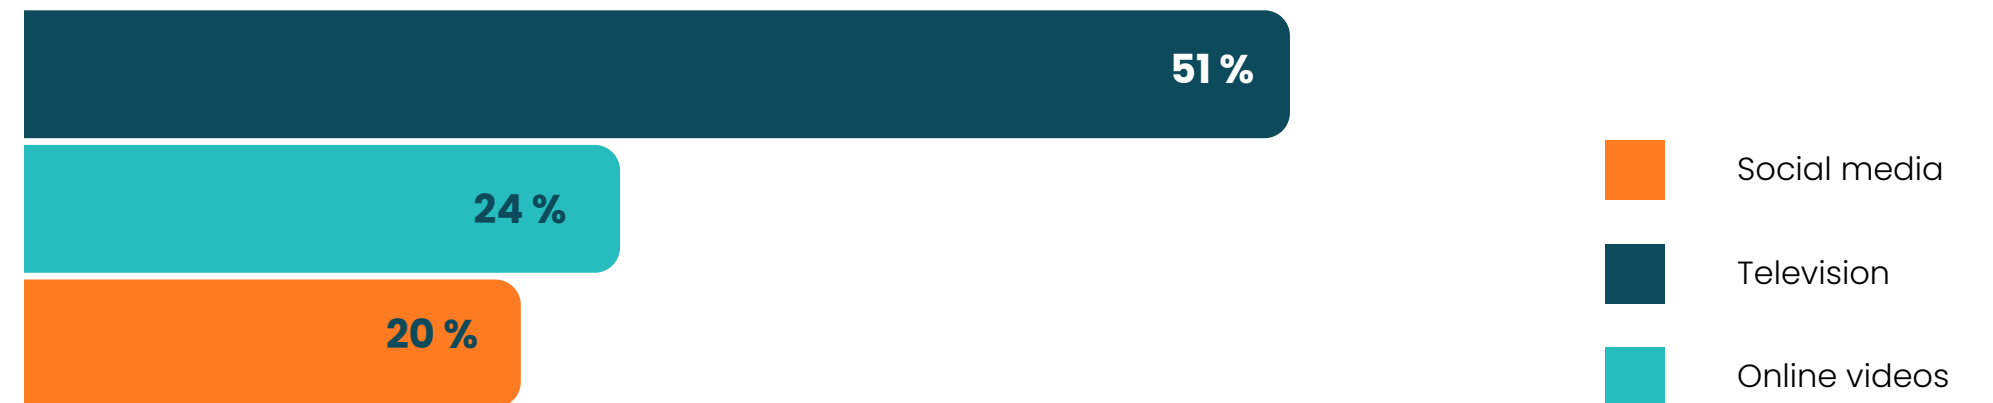 51 %
24 %
20 %
Social media
Television
Online videos